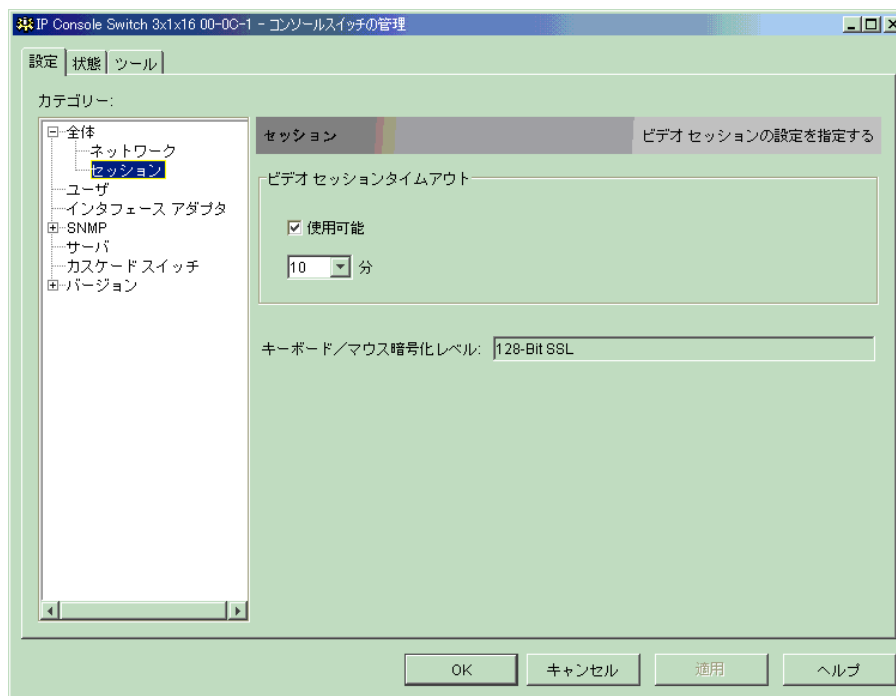 IP Console Switch 3x1x16 00-0C-1 - コンソールスイッチの管理
設定 状態 ツール
カテゴリー:
全体
ネットワーク
セッション
ユーザ
インタフェース アダプタ
SNMP
サーバ
カスケード スイッチ
バージョン
セッション ビデオ セッションの設定を指定する
ビデオ セッションタイムアウト
使用可能
10 分
キーボード／マウス暗号化レベル: 128-Bit SSL
OK キャンセル 適用 ヘルプ